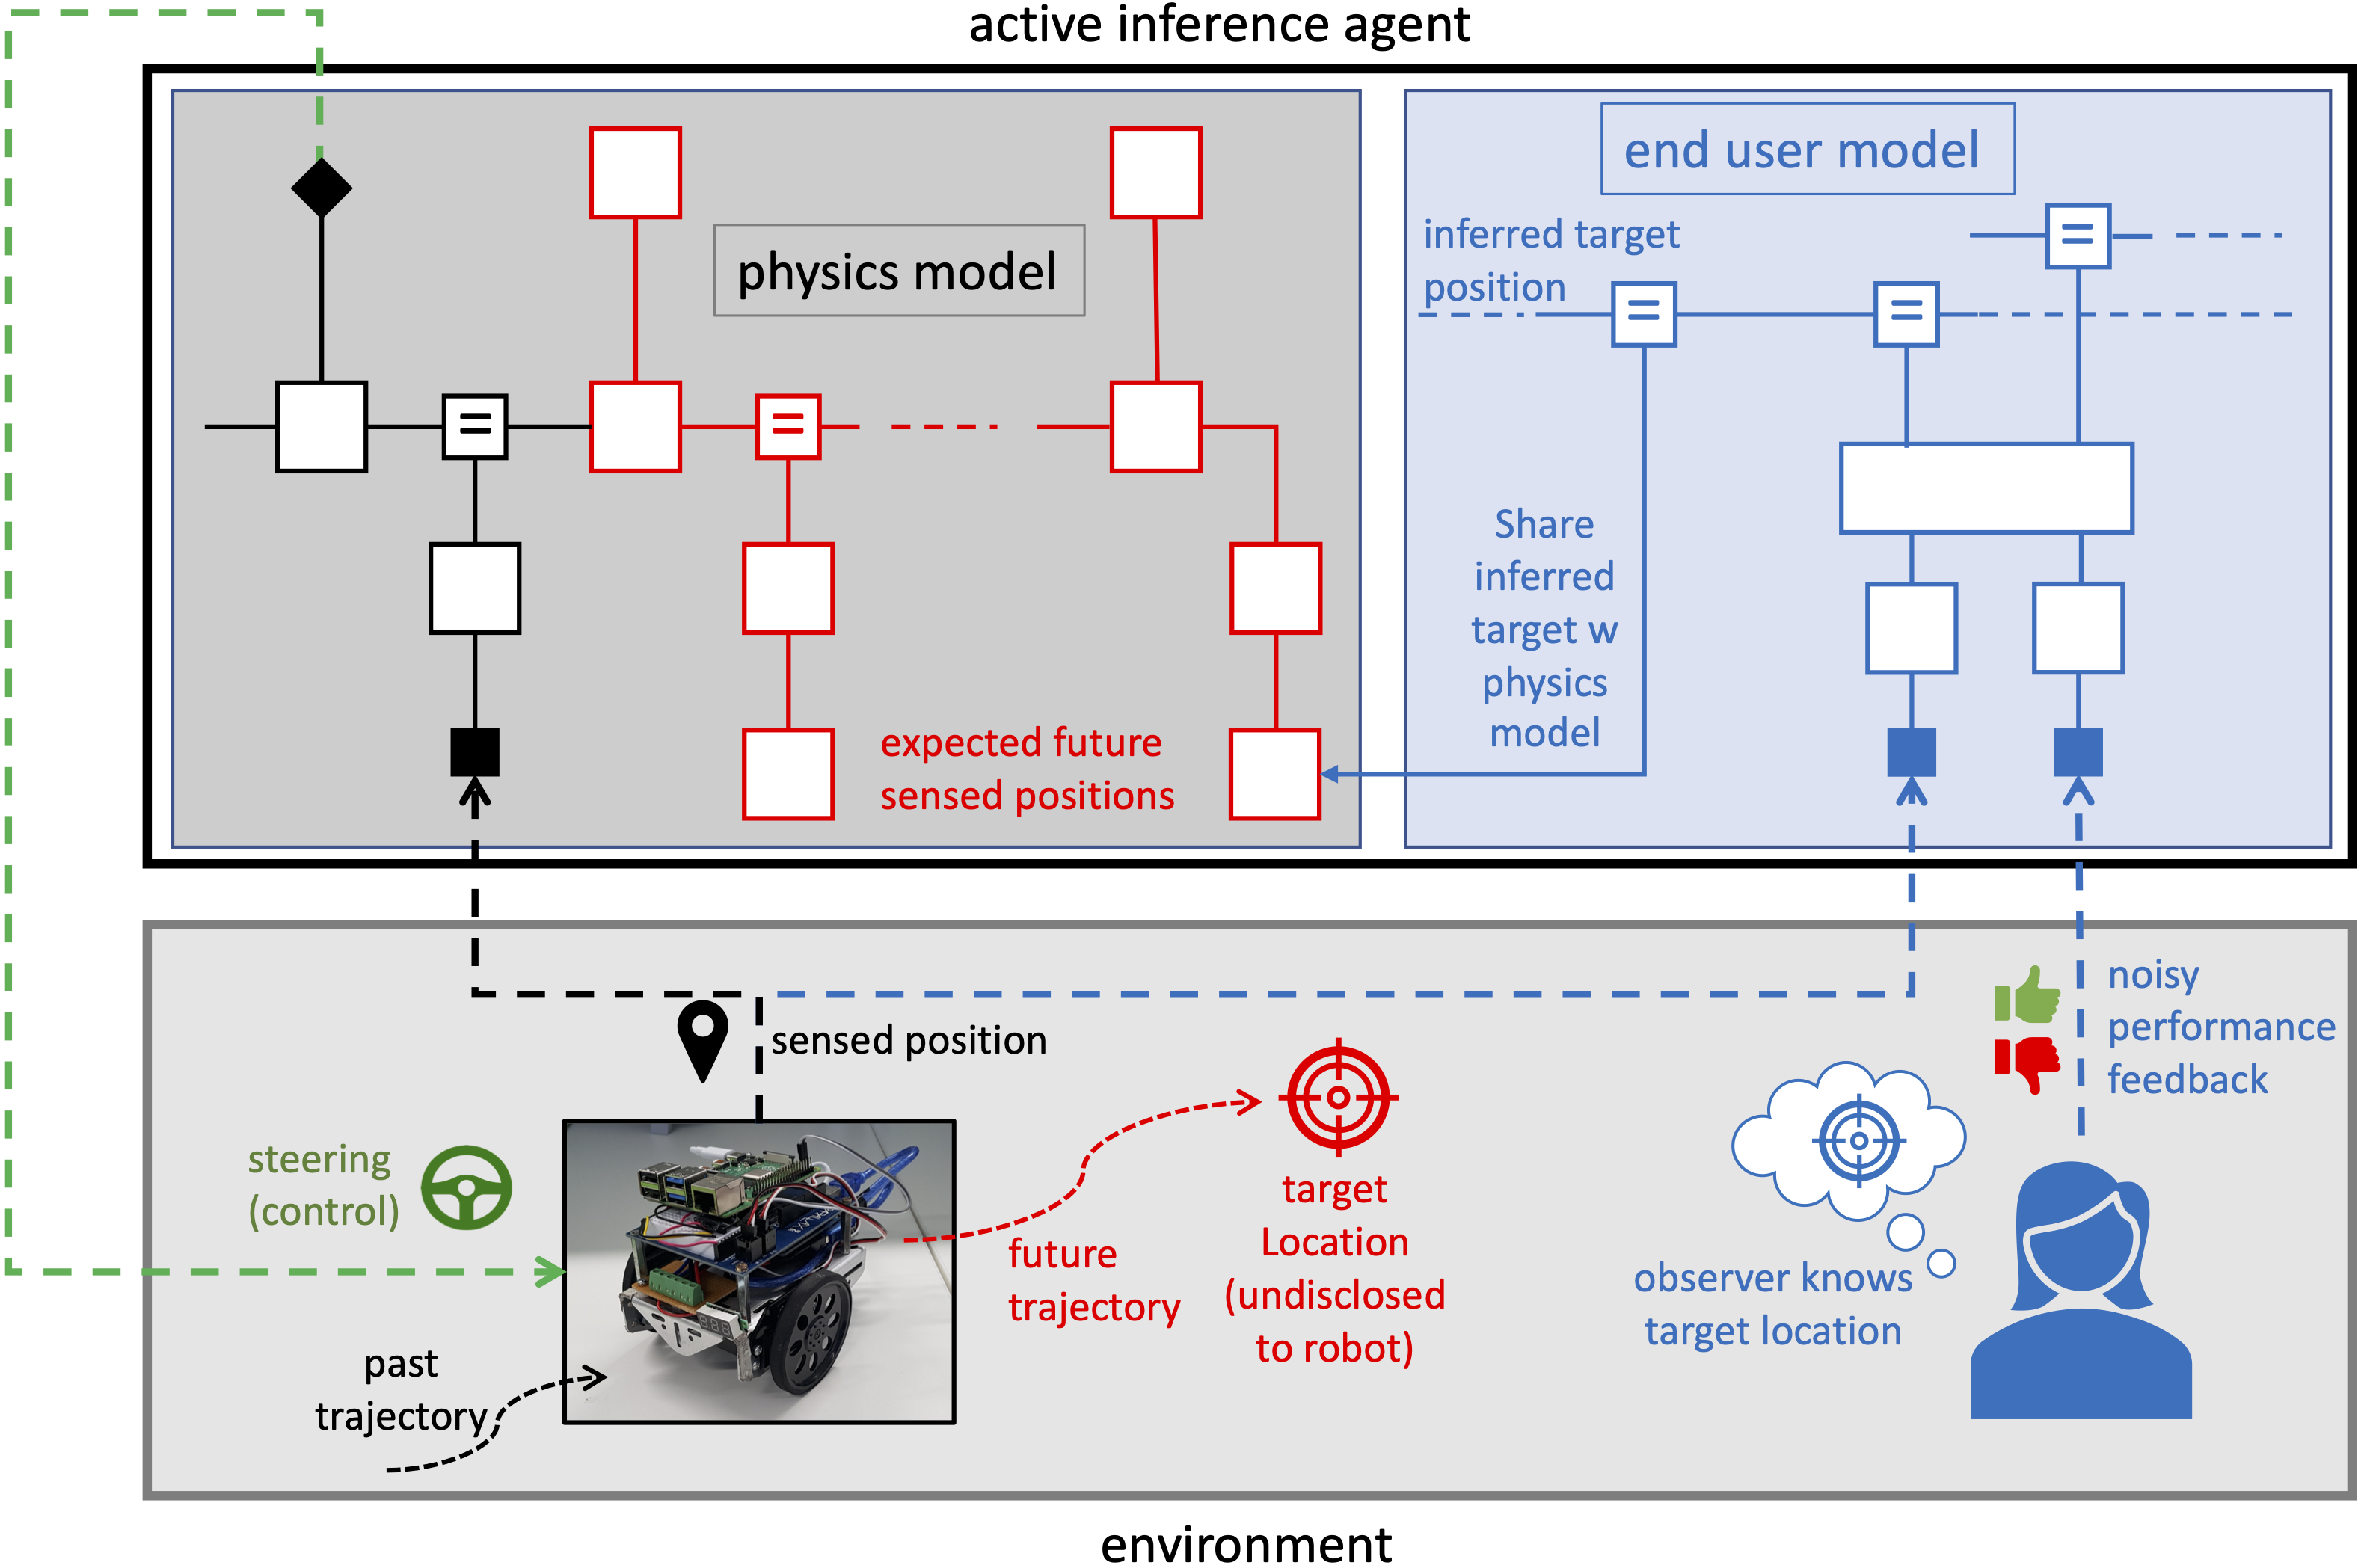 active inference agent
physics model
end user model
inferred target
position
=
=
=
=
=
Share
inferred
target w
physics
model
expected future
sensed positions
sensed position
noisy
performance
feedback
steering
(control)
future
trajectory
target
Location
(undisclosed
to robot)
observer knows
target location
past
trajectory
environment